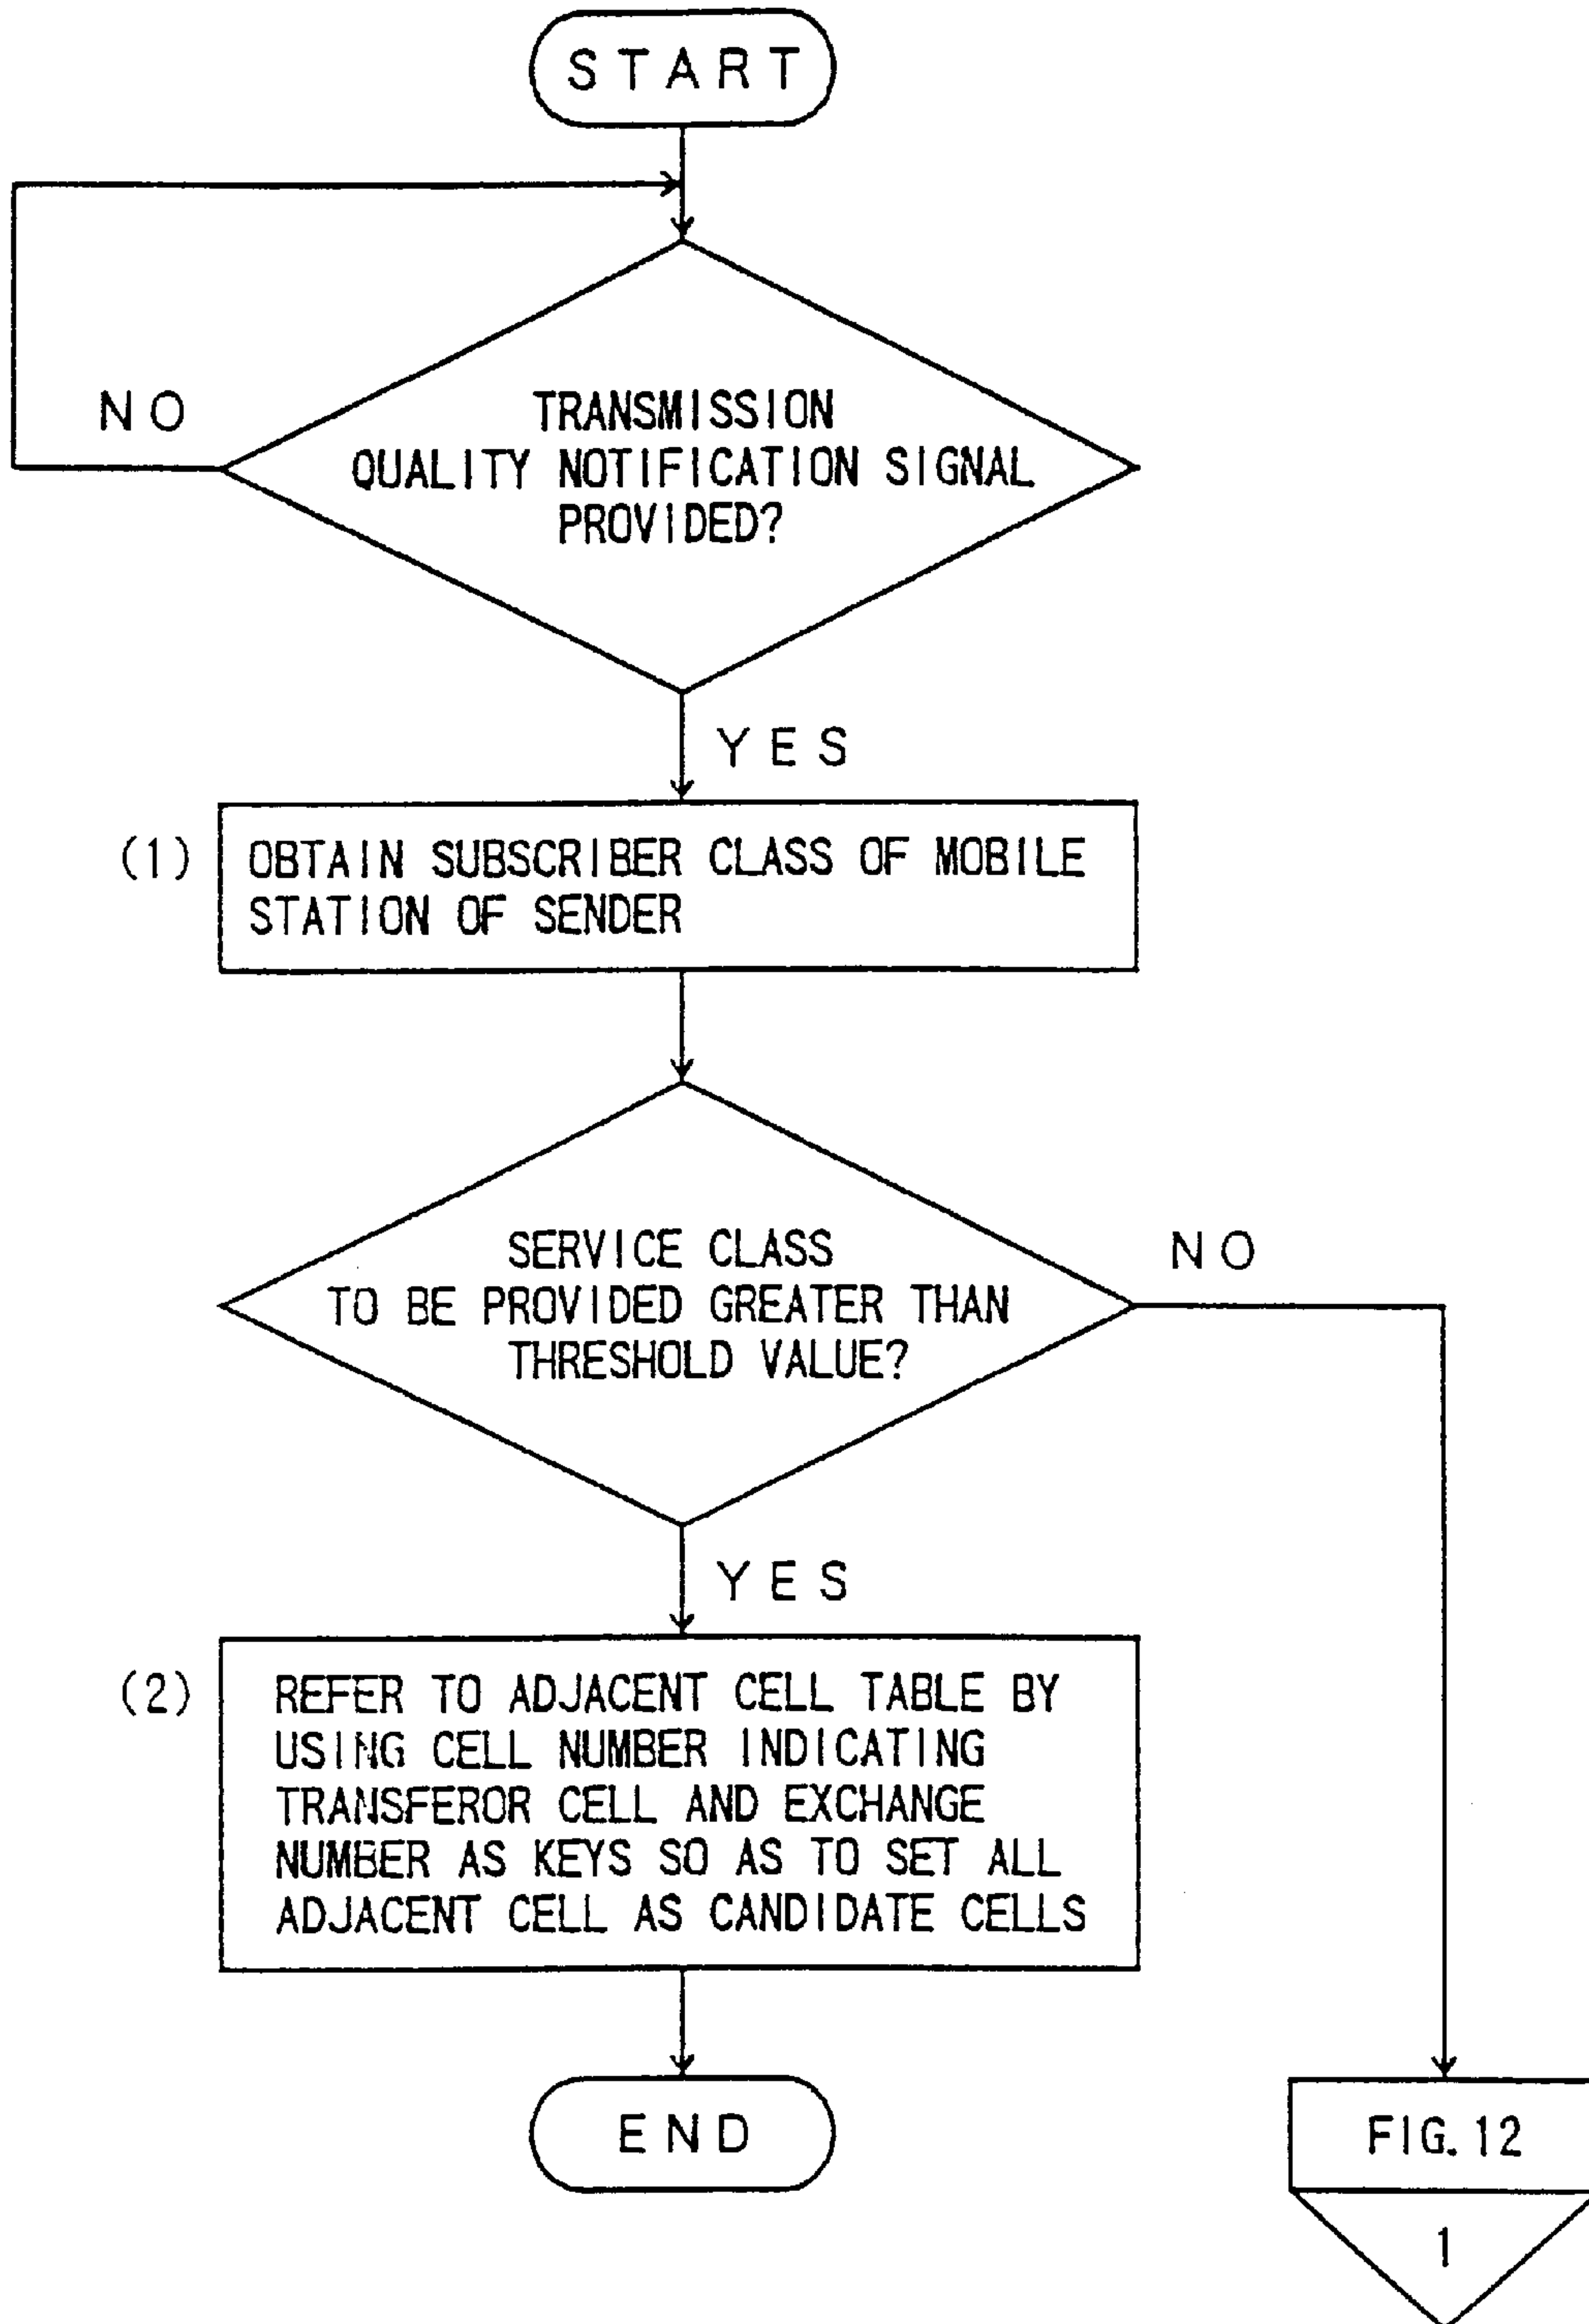 START
NO
TRANSMISSION
QUALITY NOTIFICATION SIGNAL
PROVIDED?
YES
(1)
OBTAIN SUBSCRIBER CLASS OF MOBILE
STATION OF SENDER
SERVICE CLASS
TO BE PROVIDED GREATER THAN
THRESHOLD VALUE?
NO
YES
(2)
REFER TO ADJACENT CELL TABLE BY
USING CELL NUMBER INDICATING
TRANSFEROR CELL AND EXCHANGE
NUMBER AS KEYS SO AS TO SET ALL
ADJACENT CELL AS CANDIDATE CELLS
END
FIG.12
1